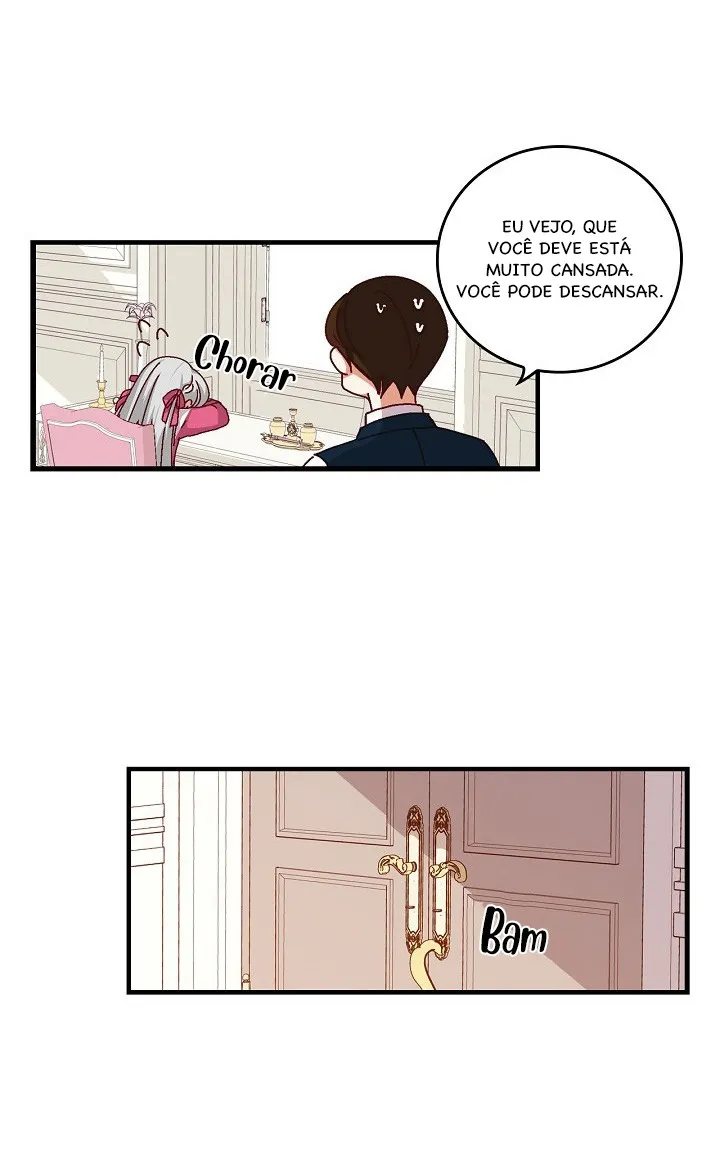 EU VEJO, QUE
VOCÊ DEVE ESTÁ
MUITO CANSADA.
VOCÊ PODE DESCANSAR.
Chorar
Bam